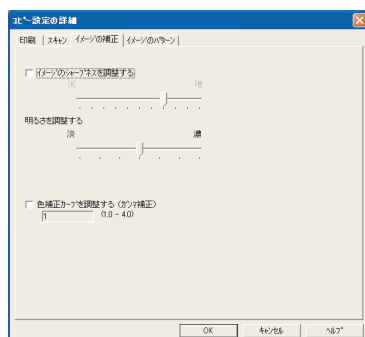 コピー設定の詳細
印刷 スキャン イメージの補正 イメージのパターン
イメージのシャープネスを調整する
減 増
明るさを調整する
淡 濃
色補正カーブを調整する (ガンマ補正)
1 (1.0 - 4.0)
OK キャンセル ヘルプ